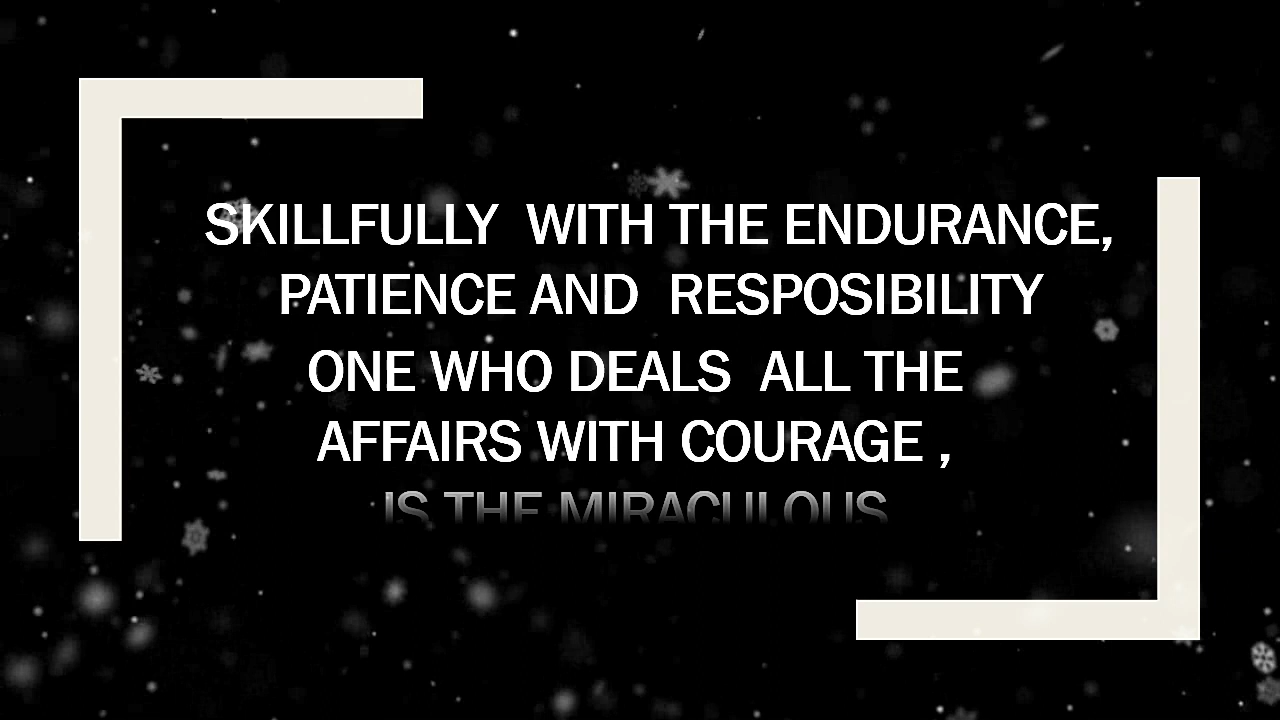 SKILLFULLY  WITH THE ENDURANCE,
PATIENCE AND  RESPOSIBILITY
ONE WHO DEALS  ALL THE
AFFAIRS WITH COURAGE ,
IS THE MIRACULOUS